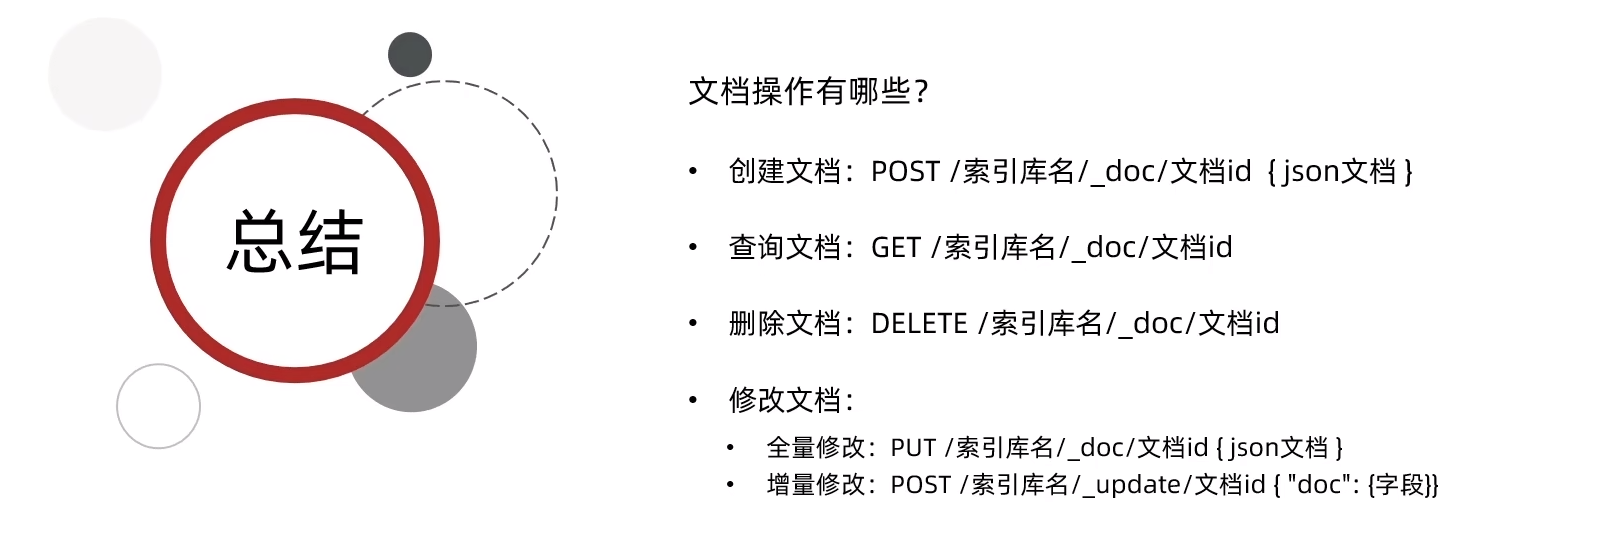 总结
文档操作有哪些？
• 创建文档：POST /索引库名/_doc/文档id { json文档 }
• 查询文档：GET /索引库名/_doc/文档id
• 删除文档：DELETE /索引库名/_doc/文档id
• 修改文档：
• 全量修改：PUT /索引库名/_doc/文档id { json文档 }
• 增量修改：POST /索引库名/_update/文档id { "doc": {字段}}